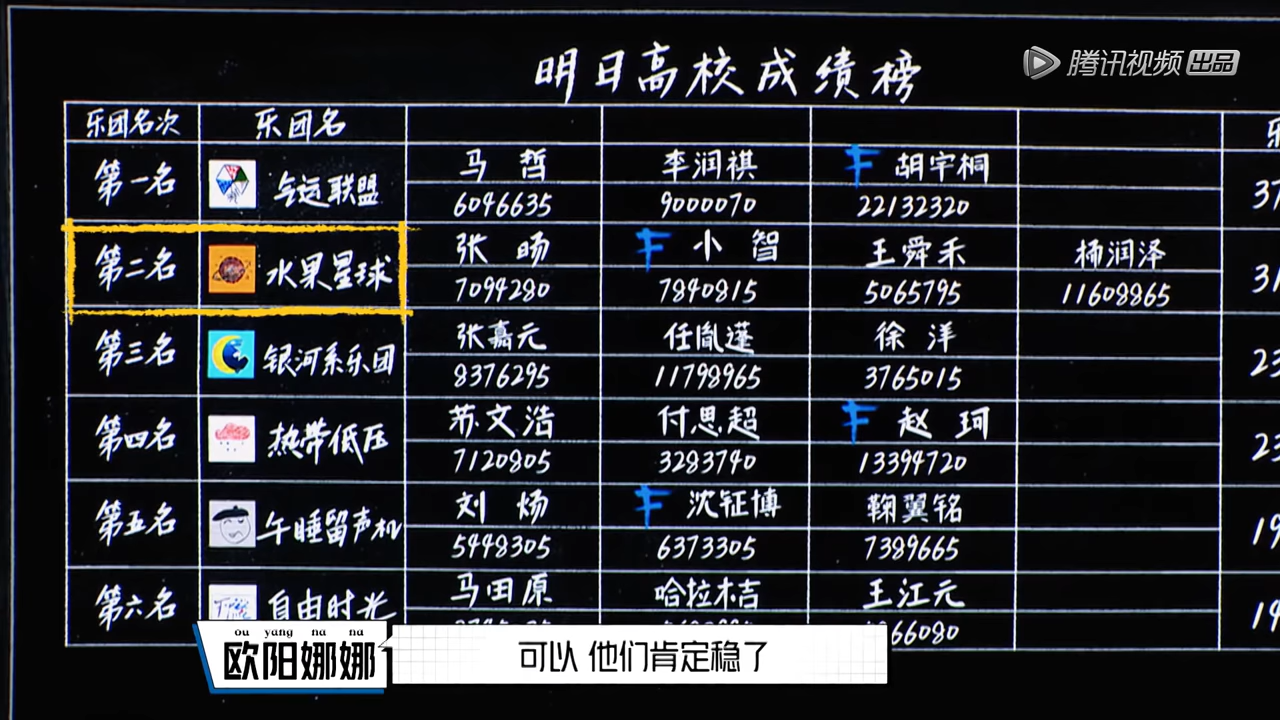 明日高校成绩榜
腾讯视频 出品
乐团名次 乐团名
第一名 气运联盟 马哲 李润祺 F 胡宇桐
6046635 9000070 22132320
第二名 水果星球 张旸 F 小智 王舜禾 杨润泽
7094280 7840815 5065795 11608865
第三名 银河系乐团 张嘉元 任胤蓬 徐洋
8376295 11798965 3765015
第四名 热带低压 苏文浩 付思超 F 赵珂
7120805 3283740 13394720
第五名 午睡留声机 刘炀 F 沈钲博 鞠翼铭
5448305 6373305 7389665
第六名 自由时光 马田原 哈拉木吉 王江元
66080
ou yang na na
欧阳娜娜 可以 他们肯定稳了